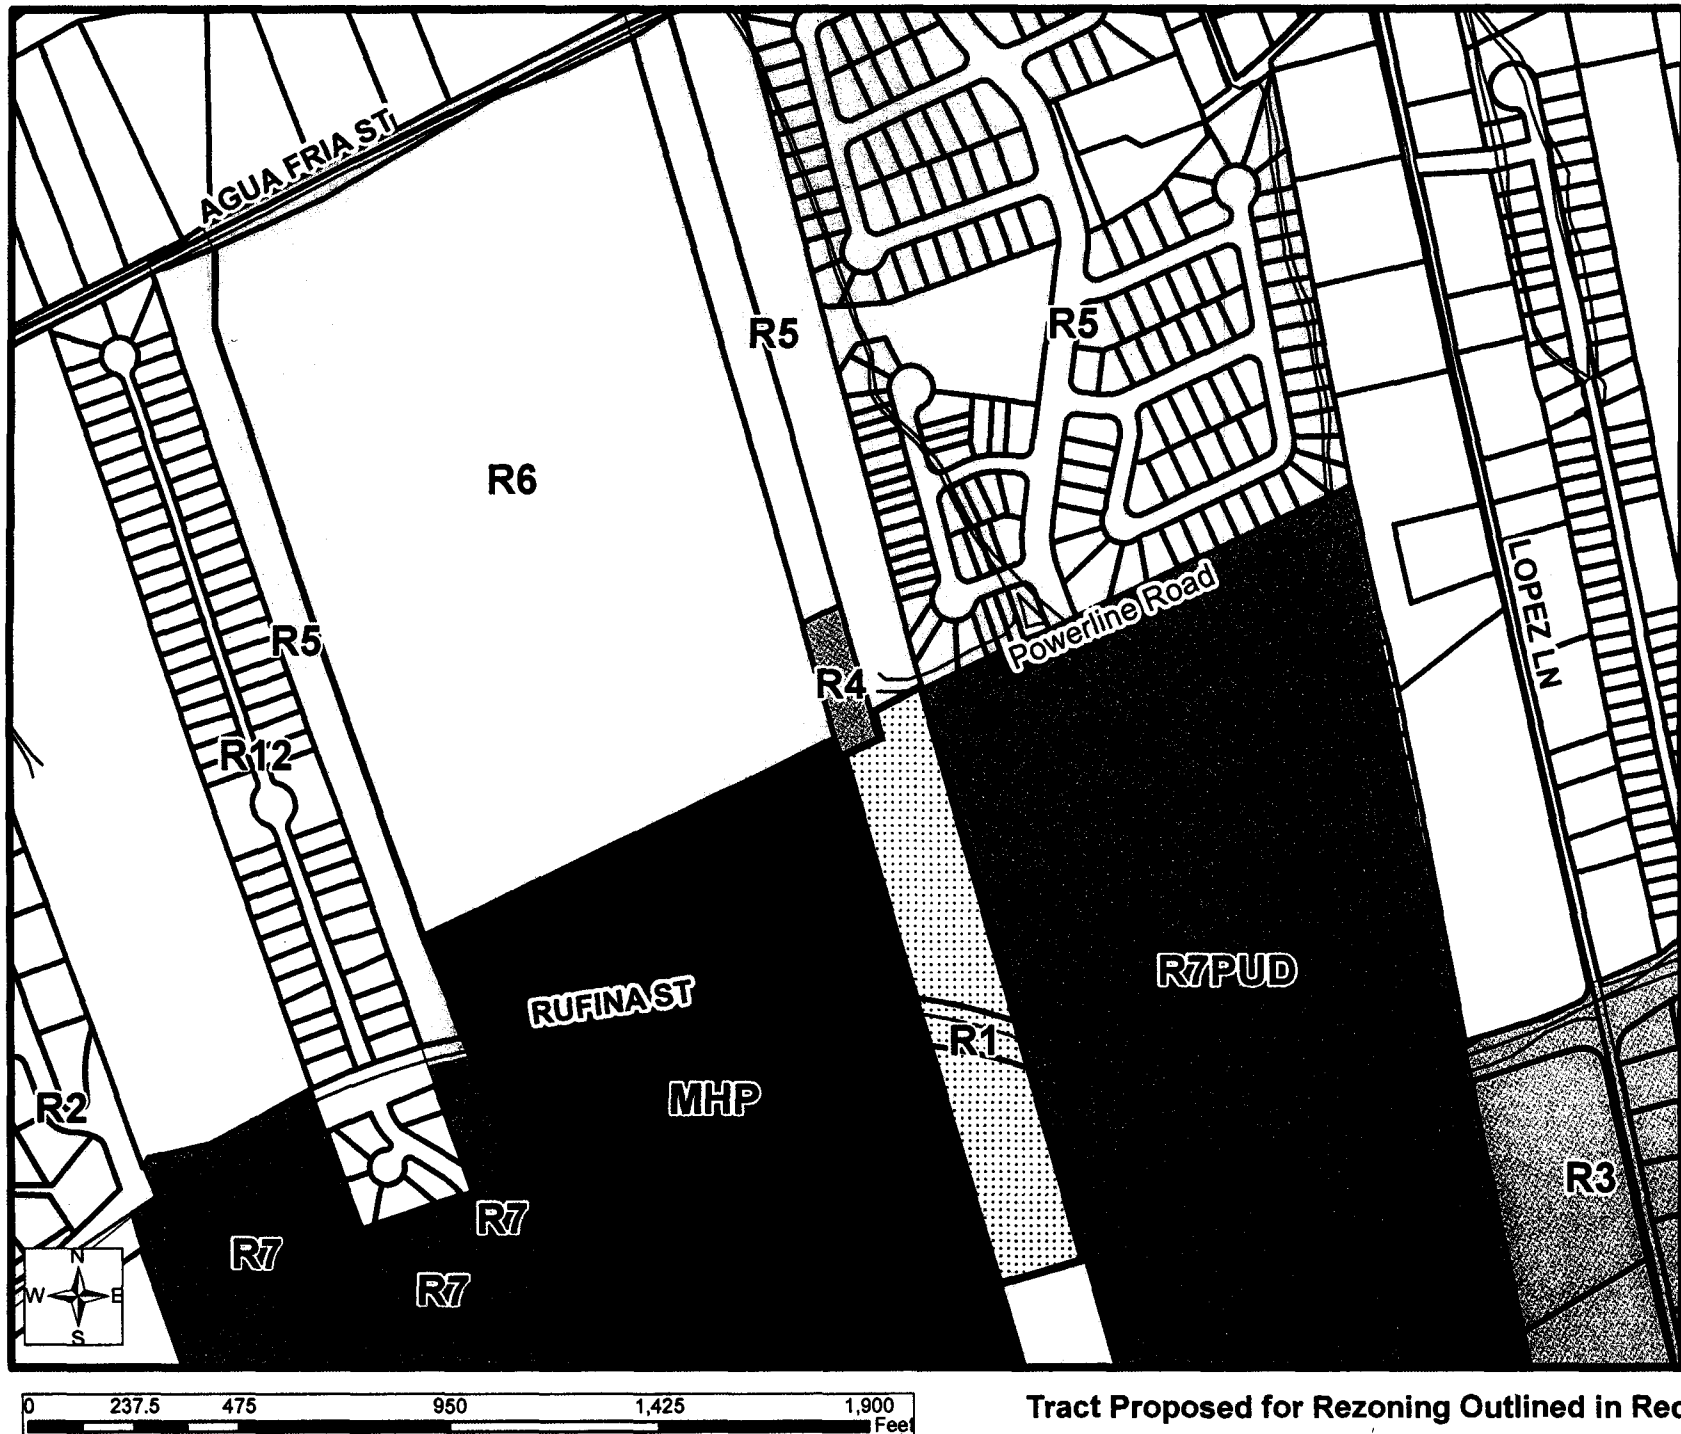 AGUA FRIA ST
R5
R5
R6
LOPEZ LN
Powerline Road
R5
R4
R12
R7PUD
RUFINA ST
R1
MHP
R2
R3
R7
R7
R7
N
W E
S
0 237.5 475 950 1,425 1,900
Feet
Tract Proposed for Rezoning Outlined in Red